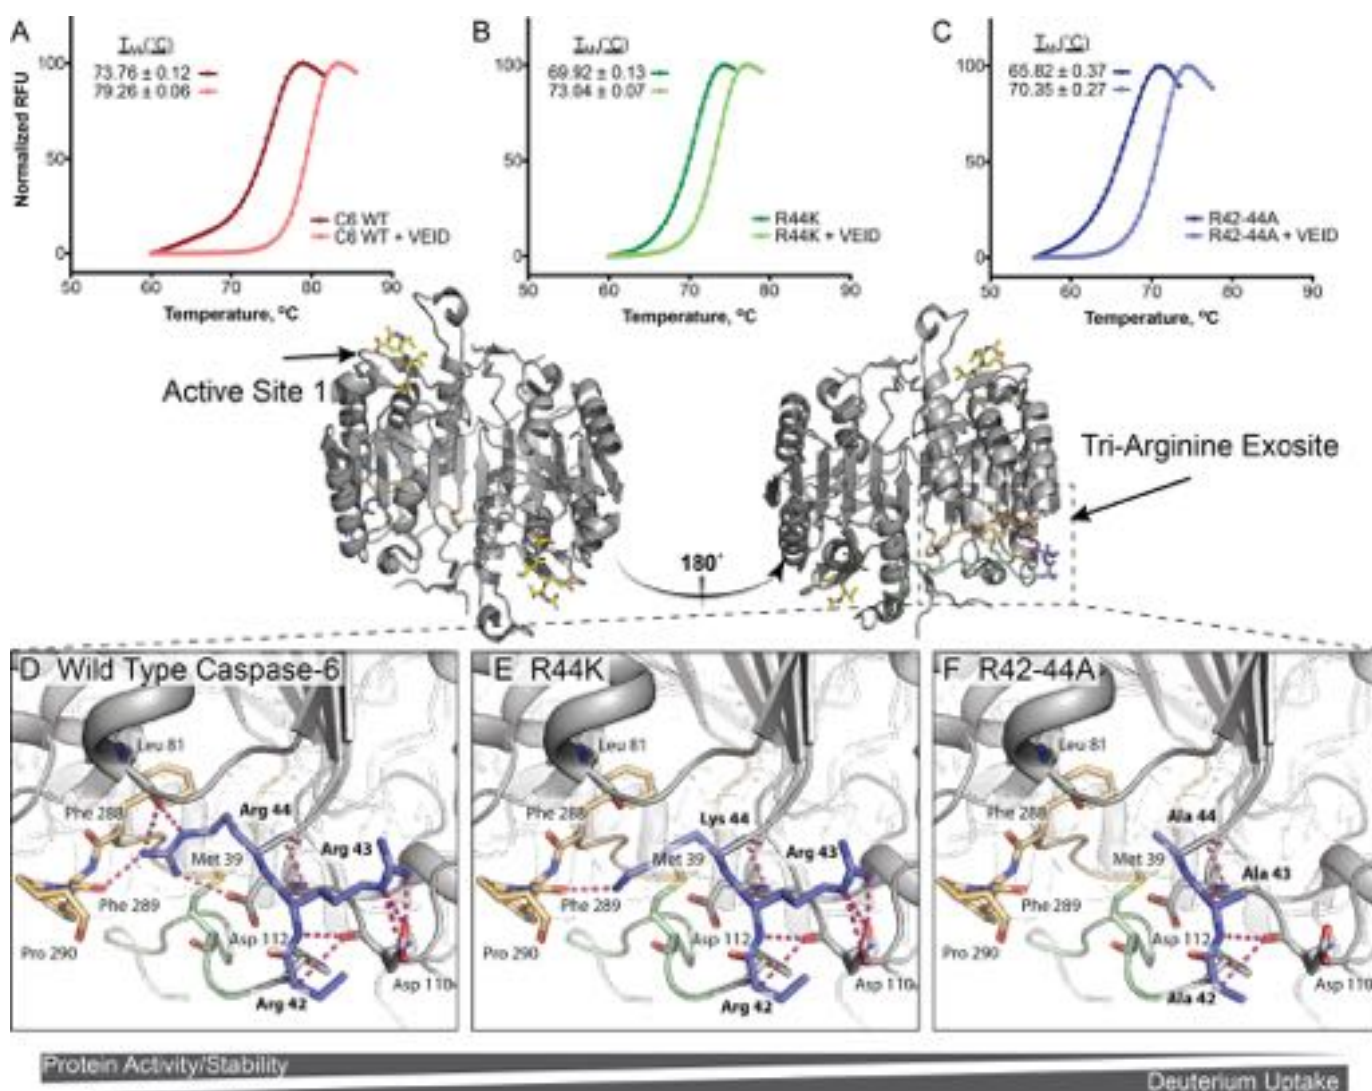 A
B
C
T_M(°C)
73.76 ± 0.12
79.26 ± 0.06
T_M(°C)
69.92 ± 0.13
73.04 ± 0.07
T_M(°C)
65.82 ± 0.37
70.35 ± 0.27
Normalized RFU
100
50
0
C6 WT
C6 WT + VEID
50 60 70 80 90
Temperature, ºC
100
50
0
R44K
R44K + VEID
50 60 70 80 90
Temperature, ºC
100
50
0
R42-44A
R42-44A + VEID
50 60 70 80 90
Temperature, ºC
Active Site 1
Tri-Arginine Exosite
180°
D Wild Type Caspase-6
Leu 81
Phe 288
Arg 44
Arg 43
Met 39
Phe 289
Asp 112
Pro 290
Arg 42
Asp 110
E R44K
Leu 81
Phe 288
Lys 44
Arg 43
Met 39
Phe 289
Asp 112
Pro 290
Arg 42
Asp 110
F R42-44A
Leu 81
Phe 288
Ala 44
Met 39
Ala 43
Phe 289
Asp 112
Pro 290
Ala 42
Asp 110
Protein Activity/Stability
Deuterium Uptake